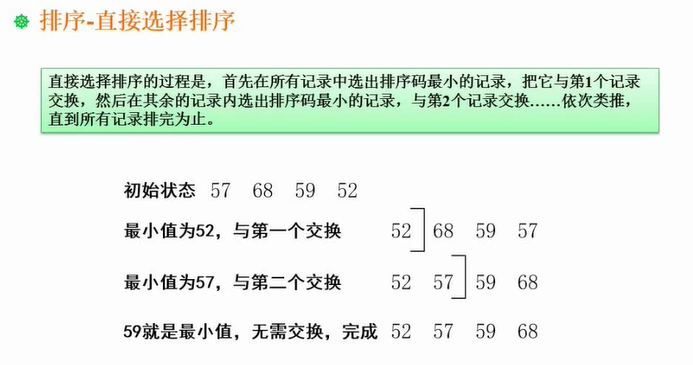 排序-直接选择排序
直接选择排序的过程是，首先在所有记录中选出排序码最小的记录，把它与第1个记录
交换，然后在其余的记录内选出排序码最小的记录，与第2个记录交换……依次类推，
直到所有记录排完为止。
初始状态 57 68 59 52
最小值为52，与第一个交换 52 68 59 57
最小值为57，与第二个交换 52 57 59 68
59就是最小值，无需交换，完成 52 57 59 68